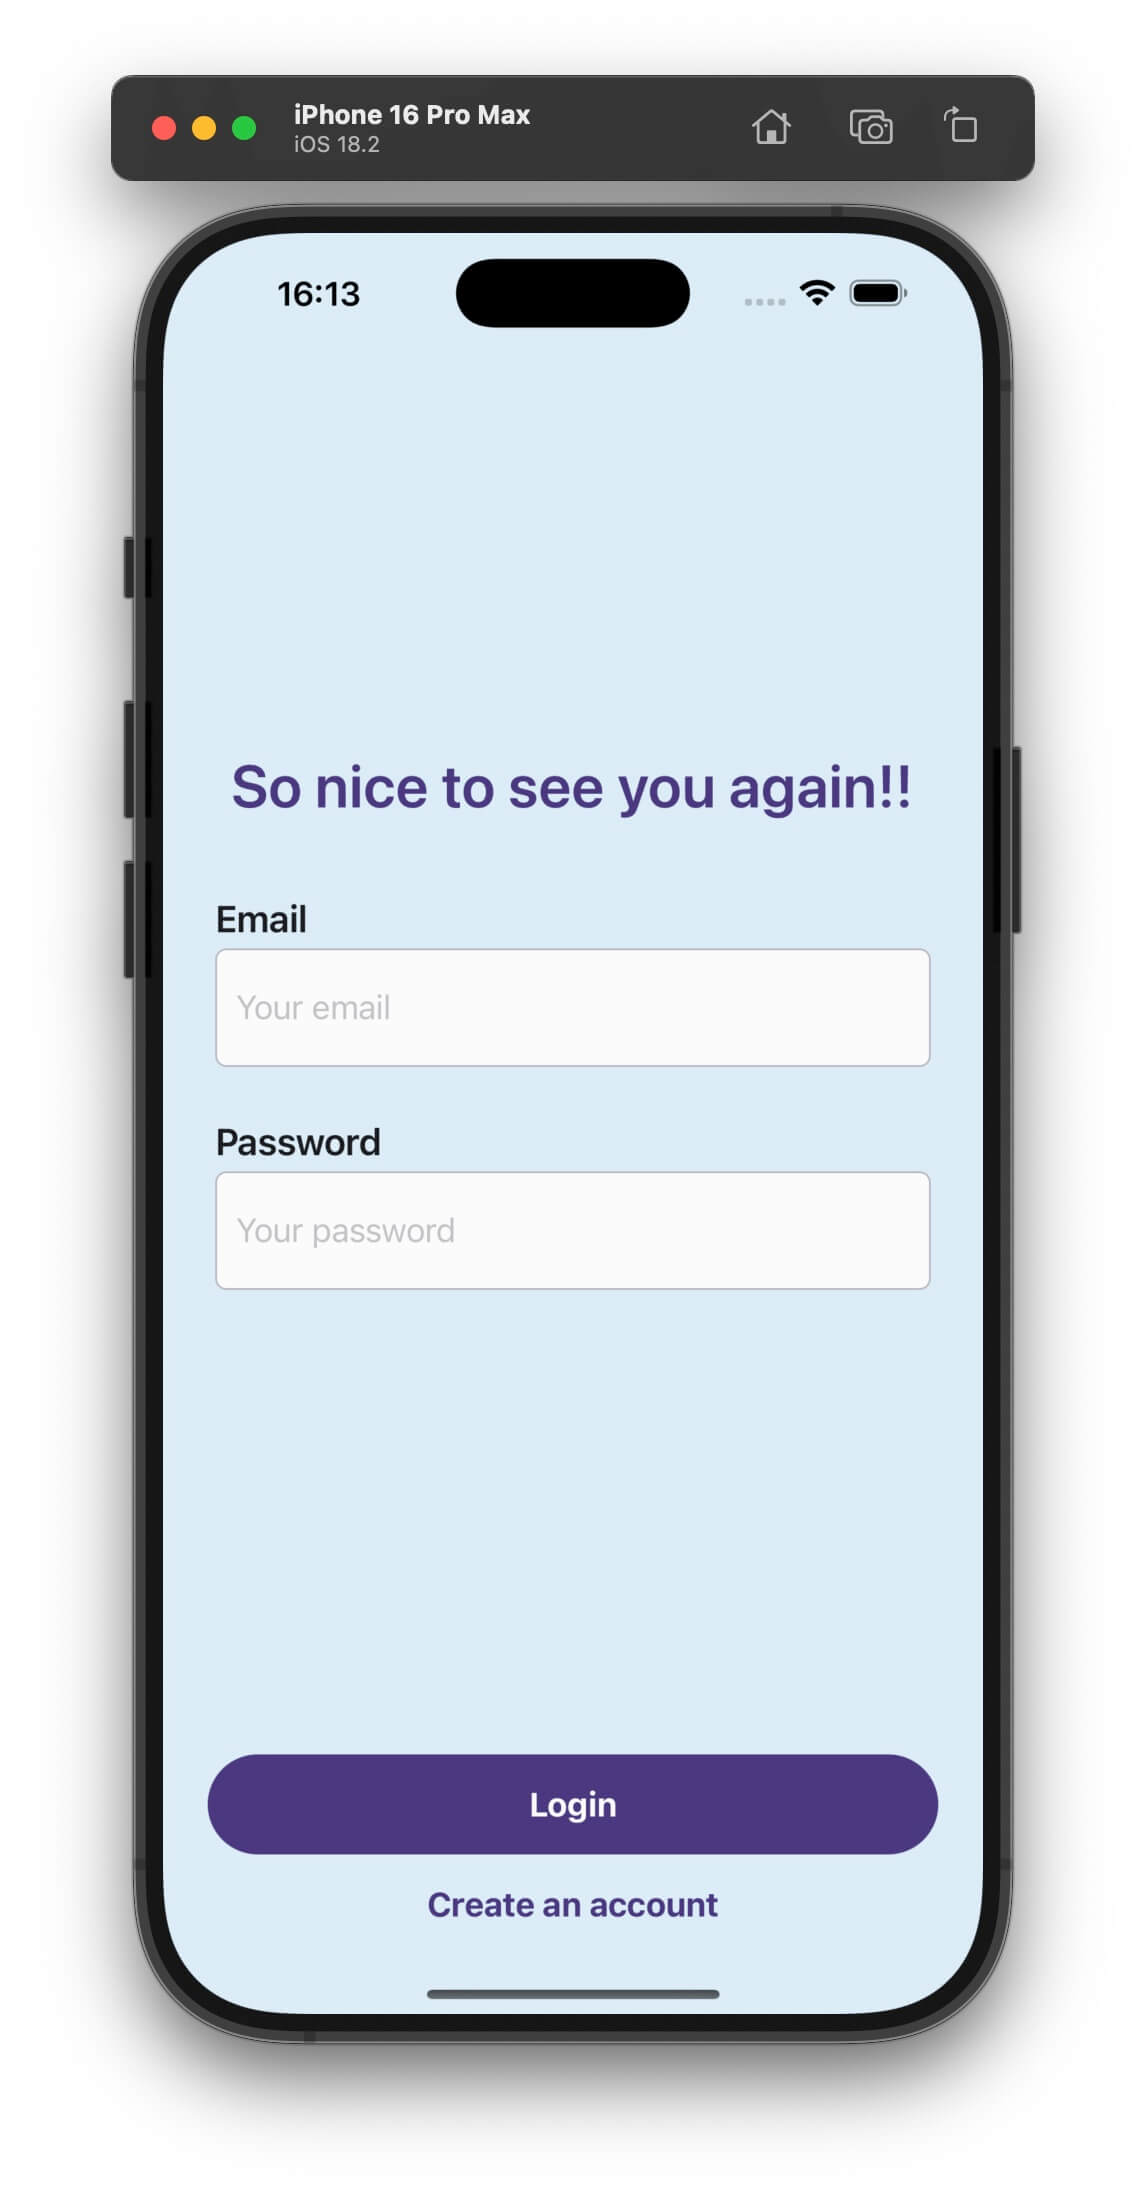 iPhone 16 Pro Max
iOS 18.2
16:13
So nice to see you again!!
Email
Your email
Password
Your password
Login
Create an account